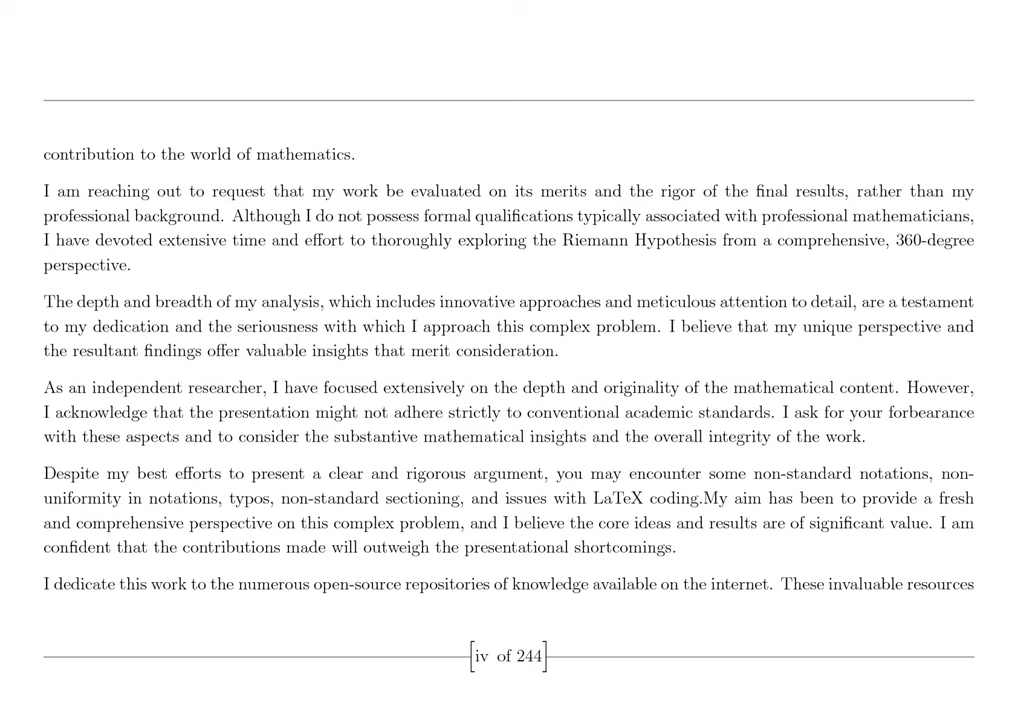 contribution to the world of mathematics.
I am reaching out to request that my work be evaluated on its merits and the rigor of the final results, rather than my
professional background. Although I do not possess formal qualifications typically associated with professional mathematicians,
I have devoted extensive time and effort to thoroughly exploring the Riemann Hypothesis from a comprehensive, 360-degree
perspective.
The depth and breadth of my analysis, which includes innovative approaches and meticulous attention to detail, are a testament
to my dedication and the seriousness with which I approach this complex problem. I believe that my unique perspective and
the resultant findings offer valuable insights that merit consideration.
As an independent researcher, I have focused extensively on the depth and originality of the mathematical content. However,
I acknowledge that the presentation might not adhere strictly to conventional academic standards. I ask for your forbearance
with these aspects and to consider the substantive mathematical insights and the overall integrity of the work.
Despite my best efforts to present a clear and rigorous argument, you may encounter some non-standard notations, non-
uniformity in notations, typos, non-standard sectioning, and issues with LaTeX coding.My aim has been to provide a fresh
and comprehensive perspective on this complex problem, and I believe the core ideas and results are of significant value. I am
confident that the contributions made will outweigh the presentational shortcomings.
I dedicate this work to the numerous open-source repositories of knowledge available on the internet. These invaluable resources
[iv of 244]